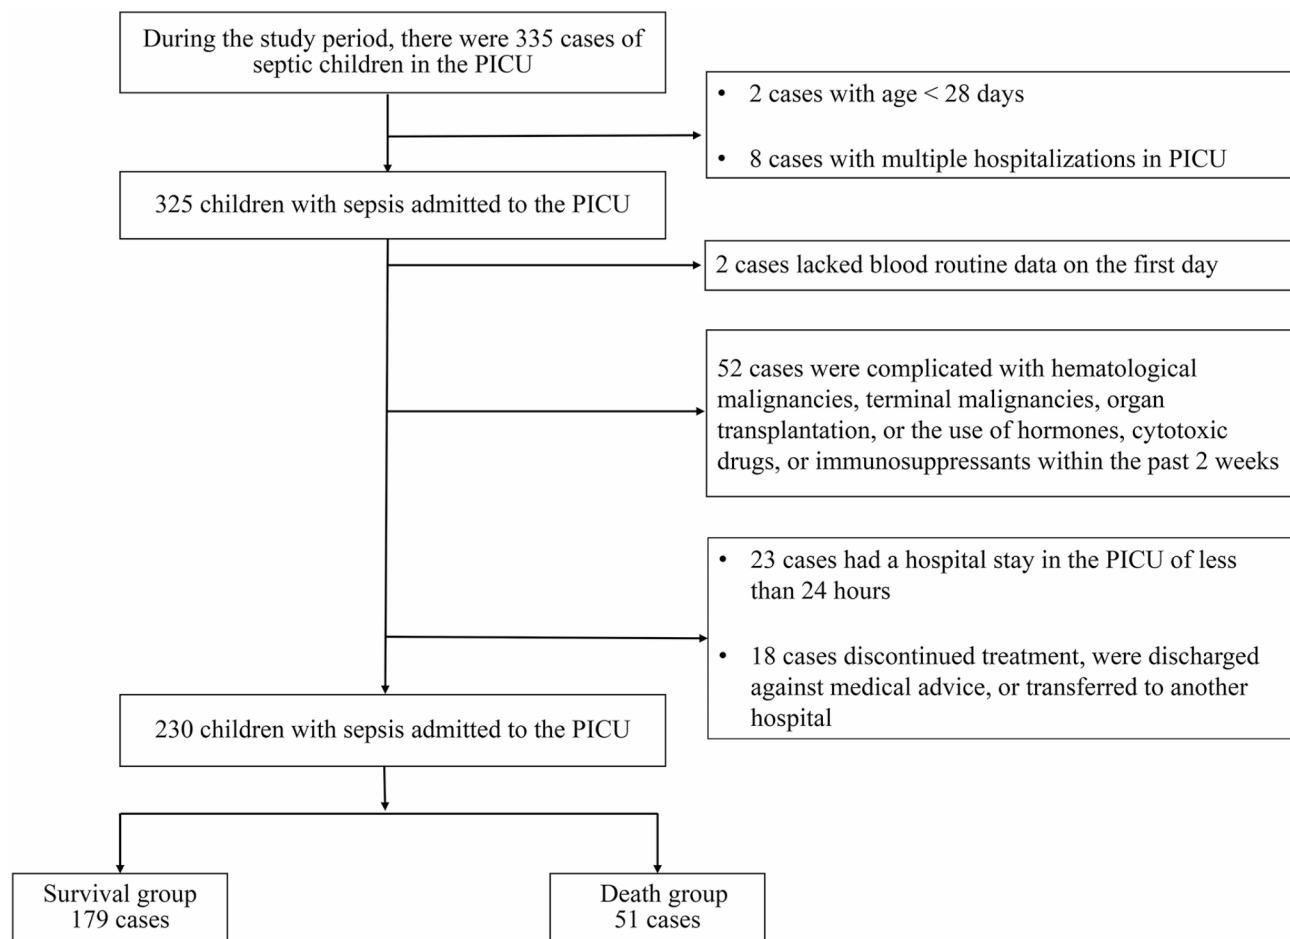 During the study period, there were 335 cases of
septic children in the PICU
• 2 cases with age < 28 days
• 8 cases with multiple hospitalizations in PICU
325 children with sepsis admitted to the PICU
2 cases lacked blood routine data on the first day
52 cases were complicated with hematological
malignancies, terminal malignancies, organ
transplantation, or the use of hormones, cytotoxic
drugs, or immunosuppressants within the past 2 weeks
• 23 cases had a hospital stay in the PICU of less
than 24 hours
• 18 cases discontinued treatment, were discharged
against medical advice, or transferred to another
hospital
230 children with sepsis admitted to the PICU
Survival group
179 cases
Death group
51 cases